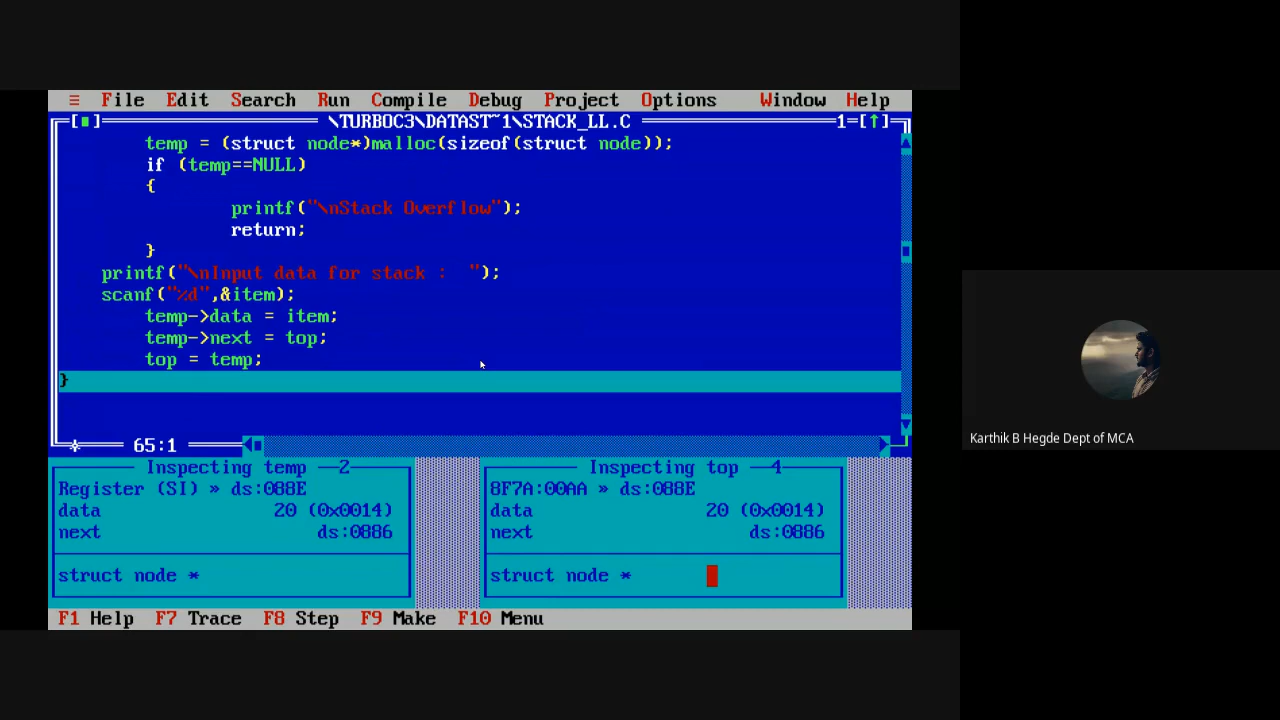 ≡ File Edit Search Run Compile Debug Project Options Window Help
[■] \TURBOC3\DATAST~1\STACK_LL.C 1=[↑]
temp = (struct node*)malloc(sizeof(struct node));
if (temp==NULL)
{
printf("\nStack Overflow");
return;
}
printf("\nInput data for stack :  ");
scanf("%d",&item);
temp->data = item;
temp->next = top;
top = temp;
}
65:1
Inspecting temp 2
Register (SI) » ds:088E
data 20 (0x0014)
next ds:0886
struct node *
Inspecting top 4
8F7A:00AA » ds:088E
data 20 (0x0014)
next ds:0886
struct node *
F1 Help F7 Trace F8 Step F9 Make F10 Menu
Karthik B Hegde Dept of MCA